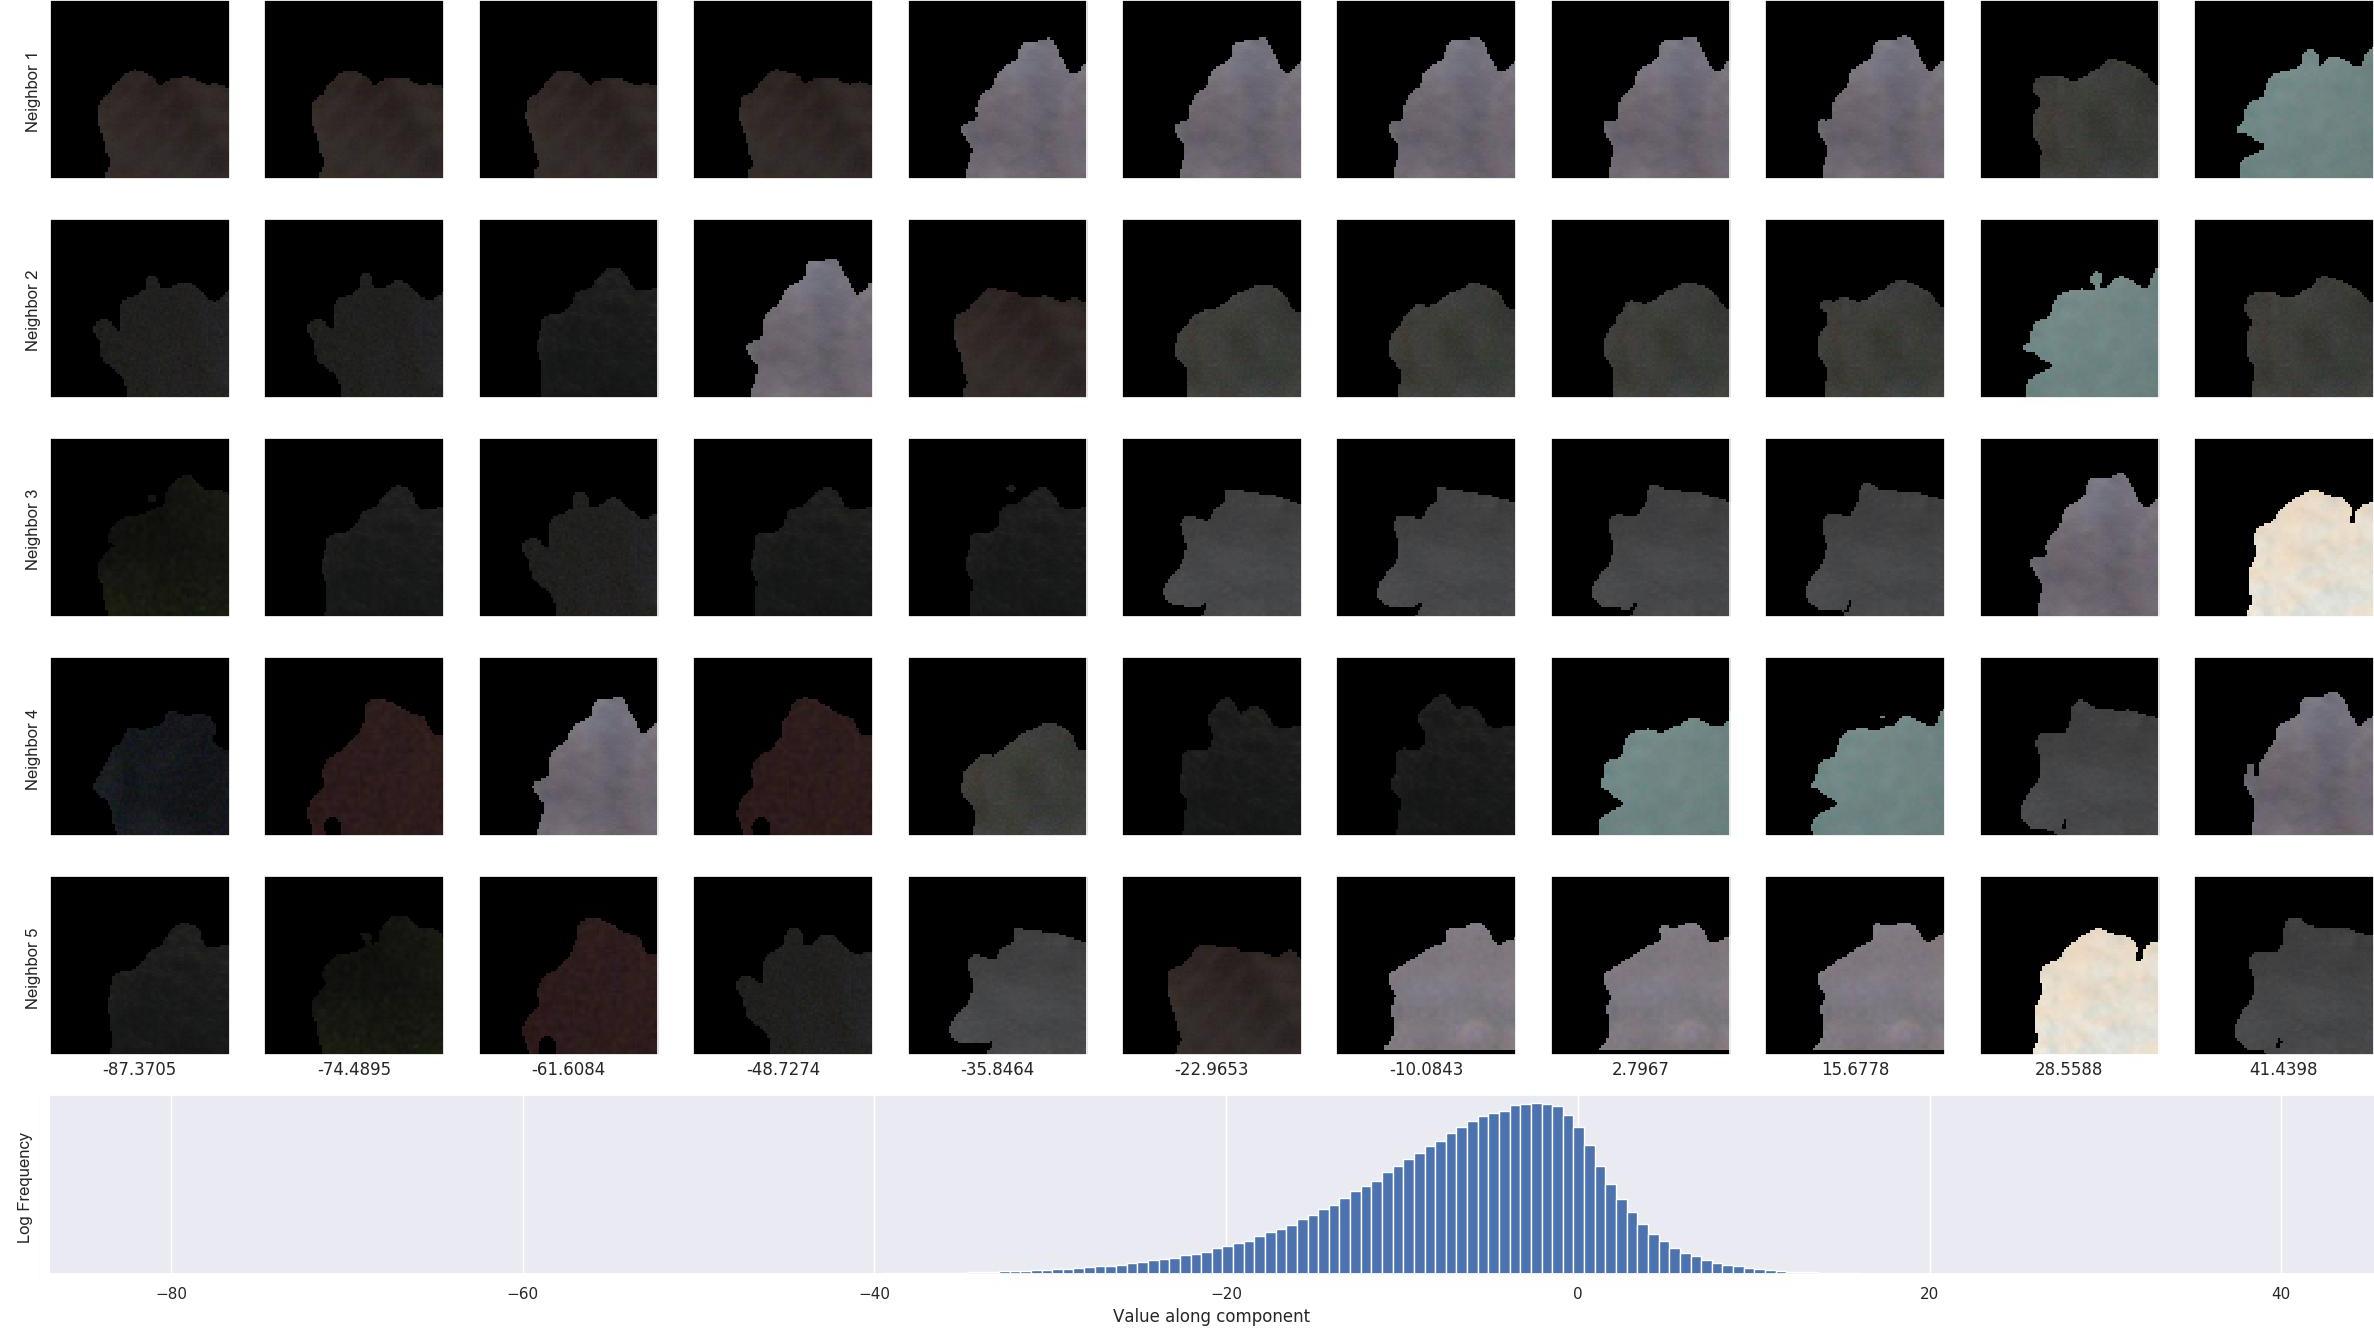 Neighbor 1
Neighbor 2
Neighbor 3
Neighbor 4
Neighbor 5
-87.3705 -74.4895 -61.6084 -48.7274 -35.8464 -22.9653 -10.0843 2.7967 15.6778 28.5588 41.4398
Log Frequency
−80 −60 −40 −20 0 20 40
Value along component